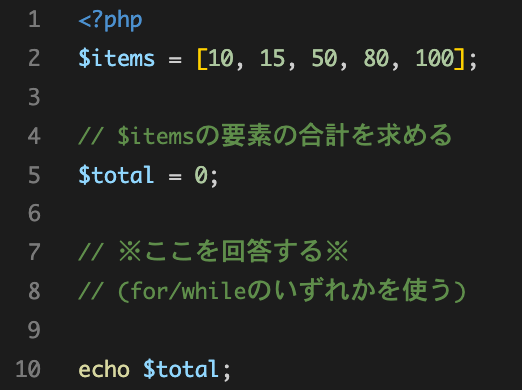 1 <?php
2 $items = [10, 15, 50, 80, 100];
3
4 // $itemsの要素の合計を求める
5 $total = 0;
6
7 // ※ここを回答する※
8 // (for/whileのいずれかを使う)
9
10 echo $total;